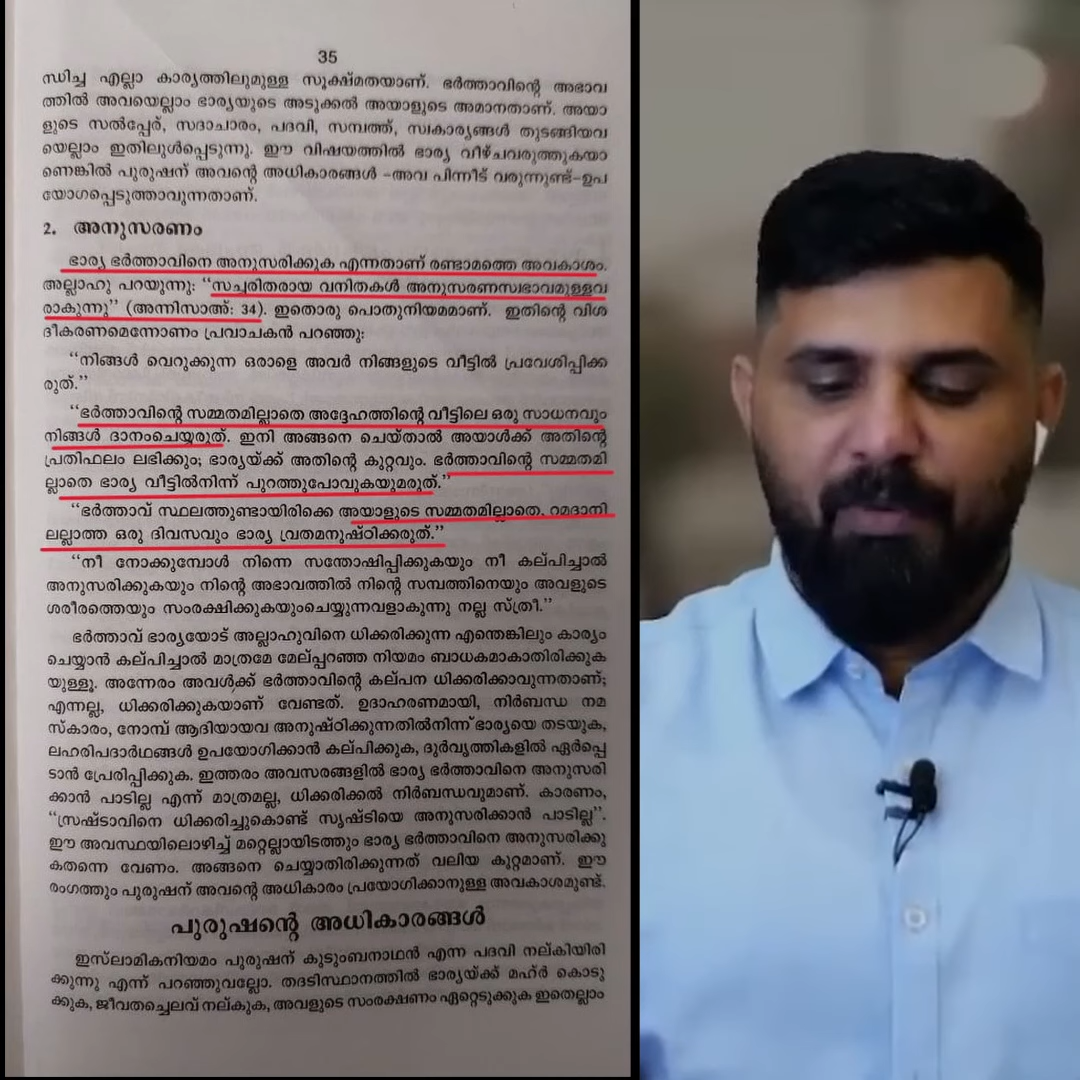 35
ന്ധിച്ച എല്ലാ കാര്യത്തിലുമുള്ള സൂക്ഷ്മതയാണ്. ഭർത്താവിന്റെ അഭാവ
ത്തിൽ അവയെല്ലാം ഭാര്യയുടെ അടുക്കൽ അയാളുടെ അമാനതാണ്. അയാ
ളുടെ സൽപ്പേര്, സദാചാരം, പദവി, സമ്പത്ത്, സ്വകാര്യങ്ങൾ തുടങ്ങിയവ
യെല്ലാം ഇതിലുൾപ്പെടുന്നു. ഈ വിഷയത്തിൽ ഭാര്യ വീഴ്ചവരുത്തുകയാ
ണെങ്കിൽ പുരുഷന് അവന്റെ അധികാരങ്ങൾ -അവ പിന്നീട് വരുന്നുണ്ട്-ഉപ
യോഗപ്പെടുത്താവുന്നതാണ്.
2. അനുസരണം
ഭാര്യ ഭർത്താവിനെ അനുസരിക്കുക എന്നതാണ് രണ്ടാമത്തെ അവകാശം.
അല്ലാഹു പറയുന്നു: “സച്ചരിതരായ വനിതകൾ അനുസരണസ്വഭാവമുള്ളവ
രാകുന്നു” (അന്നിസാഅ്: 34). ഇതൊരു പൊതുനിയമമാണ്. ഇതിന്റെ വിശ
ദീകരണമെന്നോണം പ്രവാചകൻ പറഞ്ഞു:
“നിങ്ങൾ വെറുക്കുന്ന ഒരാളെ അവർ നിങ്ങളുടെ വീട്ടിൽ പ്രവേശിപ്പിക്ക
രുത്.”
“ഭർത്താവിന്റെ സമ്മതമില്ലാതെ അദ്ദേഹത്തിന്റെ വീട്ടിലെ ഒരു സാധനവും
നിങ്ങൾ ദാനംചെയ്യരുത്. ഇനി അങ്ങനെ ചെയ്താൽ അയാൾക്ക് അതിന്റെ
പ്രതിഫലം ലഭിക്കും; ഭാര്യയ്ക്ക് അതിന്റെ കുറ്റവും. ഭർത്താവിന്റെ സമ്മതമി
ല്ലാതെ ഭാര്യ വീട്ടിൽനിന്ന് പുറത്തുപോവുകയുമരുത്.”
“ഭർത്താവ് സ്ഥലത്തുണ്ടായിരിക്കെ അയാളുടെ സമ്മതമില്ലാതെ, റമദാനി
ലല്ലാത്ത ഒരു ദിവസവും ഭാര്യ വ്രതമനുഷ്ഠിക്കരുത്.”
“നീ നോക്കുമ്പോൾ നിന്നെ സന്തോഷിപ്പിക്കുകയും നീ കല്പിച്ചാൽ
അനുസരിക്കുകയും നിന്റെ അഭാവത്തിൽ നിന്റെ സമ്പത്തിനെയും അവളുടെ
ശരീരത്തെയും സംരക്ഷിക്കുകയുംചെയ്യുന്നവളാകുന്നു നല്ല സ്ത്രീ.”
ഭർത്താവ് ഭാര്യയോട് അല്ലാഹുവിനെ ധിക്കരിക്കുന്ന എന്തെങ്കിലും കാര്യം
ചെയ്യാൻ കല്പിച്ചാൽ മാത്രമേ മേല്പ്പറഞ്ഞ നിയമം ബാധകമാകാതിരിക്കുക
യുള്ളൂ. അന്നേരം അവൾക്ക് ഭർത്താവിന്റെ കല്പന ധിക്കരിക്കാവുന്നതാണ്;
എന്നല്ല, ധിക്കരിക്കുകയാണ് വേണ്ടത്. ഉദാഹരണമായി, നിർബന്ധ നമ
സ്കാരം, നോമ്പ് ആദിയായവ അനുഷ്ഠിക്കുന്നതിൽനിന്ന് ഭാര്യയെ തടയുക,
ലഹരിപദാർഥങ്ങൾ ഉപയോഗിക്കാൻ കല്പിക്കുക, ദുർവൃത്തികളിൽ ഏർപ്പെ
ടാൻ പ്രേരിപ്പിക്കുക. ഇത്തരം അവസരങ്ങളിൽ ഭാര്യ ഭർത്താവിനെ അനുസരി
ക്കാൻ പാടില്ല എന്ന് മാത്രമല്ല, ധിക്കരിക്കൽ നിർബന്ധവുമാണ്. കാരണം,
“സ്രഷ്ടാവിനെ ധിക്കരിച്ചുകൊണ്ട് സൃഷ്ടിയെ അനുസരിക്കാൻ പാടില്ല”.
ഈ അവസ്ഥയിലൊഴിച്ച് മറ്റെല്ലായിടത്തും ഭാര്യ ഭർത്താവിനെ അനുസരിക്കു
കതന്നെ വേണം. അങ്ങനെ ചെയ്യാതിരിക്കുന്നത് വലിയ കുറ്റമാണ്. ഈ
രംഗത്തും പുരുഷന് അവന്റെ അധികാരം പ്രയോഗിക്കാനുള്ള അവകാശമുണ്ട്.
പുരുഷന്റെ അധികാരങ്ങൾ
ഇസ്‌ലാമികനിയമം പുരുഷന് കുടുംബനാഥൻ എന്ന പദവി നല്കിയിരി
ക്കുന്നു എന്ന് പറഞ്ഞുവല്ലോ. തദടിസ്ഥാനത്തിൽ ഭാര്യയ്ക്ക് മഹ്ർ കൊടു
ക്കുക, ജീവതച്ചെലവ് നല്കുക, അവളുടെ സംരക്ഷണം ഏറ്റെടുക്കുക ഇതെല്ലാം